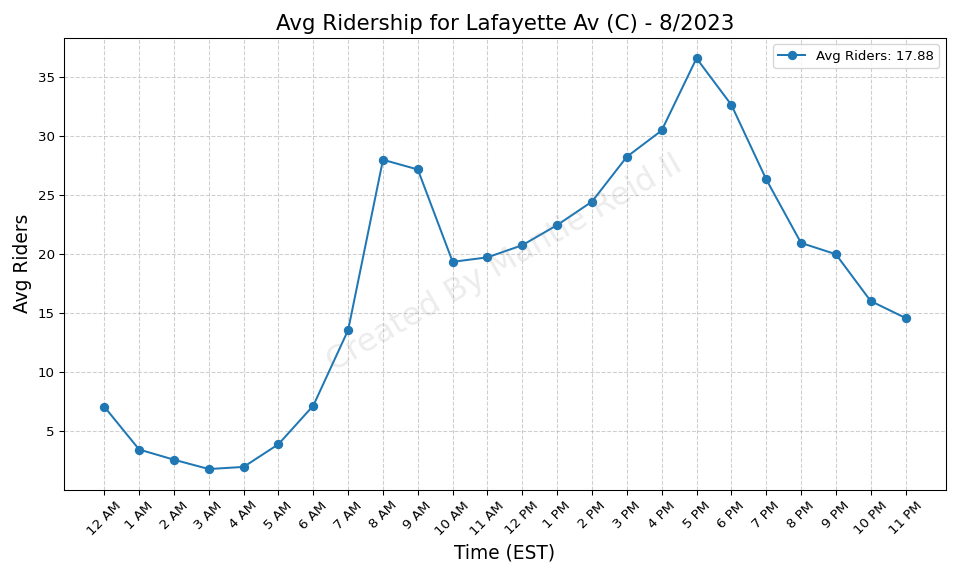 Avg Ridership for Lafayette Av (C) - 8/2023
Avg Riders: 17.88
Avg Riders
35
30
25
20
15
10
5
Created By Mantie Reid II
12 AM
1 AM
2 AM
3 AM
4 AM
5 AM
6 AM
7 AM
8 AM
9 AM
10 AM
11 AM
12 PM
1 PM
2 PM
3 PM
4 PM
5 PM
6 PM
7 PM
8 PM
9 PM
10 PM
11 PM
Time (EST)